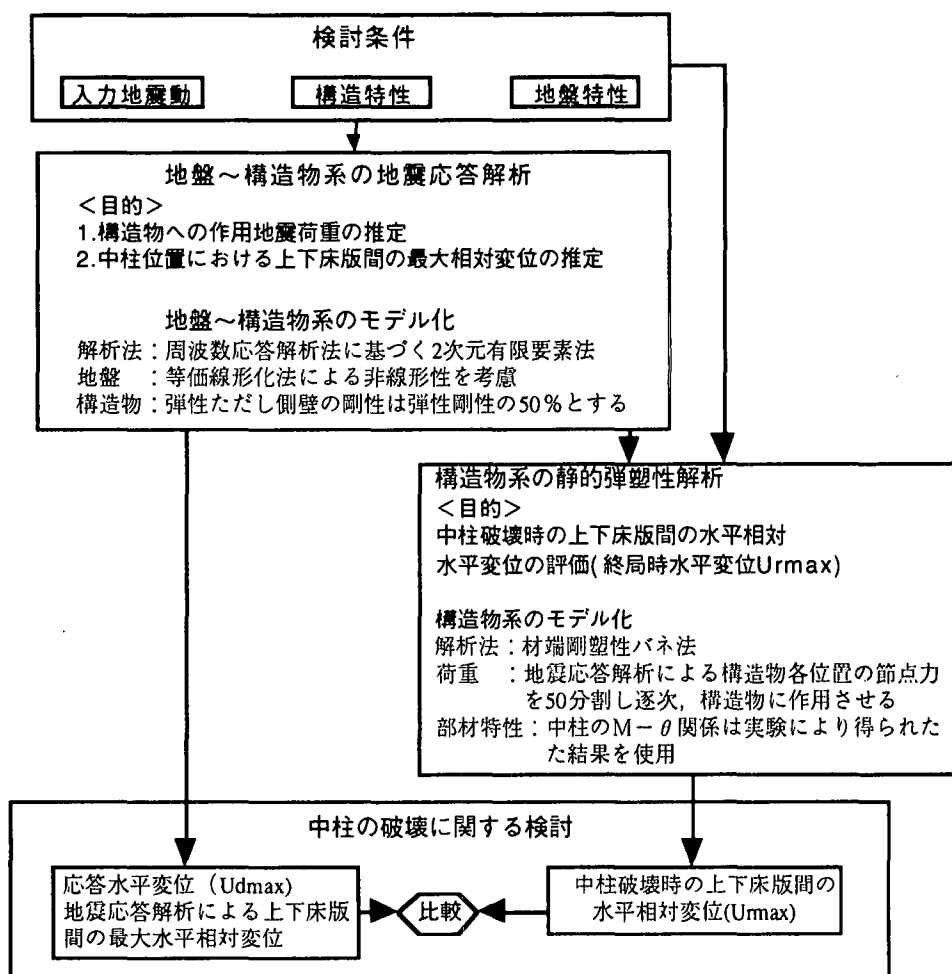 検討条件
入力地震動
構造特性
地盤特性
地盤～構造物系の地震応答解析
＜目的＞
1.構造物への作用地震荷重の推定
2.中柱位置における上下床版間の最大相対変位の推定
地盤～構造物系のモデル化
解析法：周波数応答解析法に基づく2次元有限要素法
地盤　：等価線形化法による非線形性を考慮
構造物：弾性ただし側壁の剛性は弾性剛性の50％とする
構造物系の静的弾塑性解析
＜目的＞
中柱破壊時の上下床版間の水平相対
水平変位の評価(終局時水平変位Urmax)
構造物系のモデル化
解析法：材端剛塑性バネ法
荷重　：地震応答解析による構造物各位置の節点力
を50分割し逐次，構造物に作用させる
部材特性：中柱のM－θ関係は実験により得られた
た結果を使用
中柱の破壊に関する検討
応答水平変位（Udmax)
地震応答解析による上下床版
間の最大水平相対変位
比較
中柱破壊時の上下床版間の
水平相対変位(Urmax)